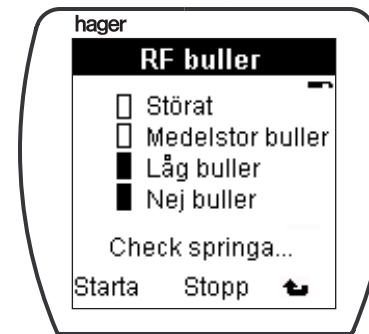 hager
RF buller
Störat
Medelstor buller
Låg buller
Nej buller
Check springa...
Starta Stopp